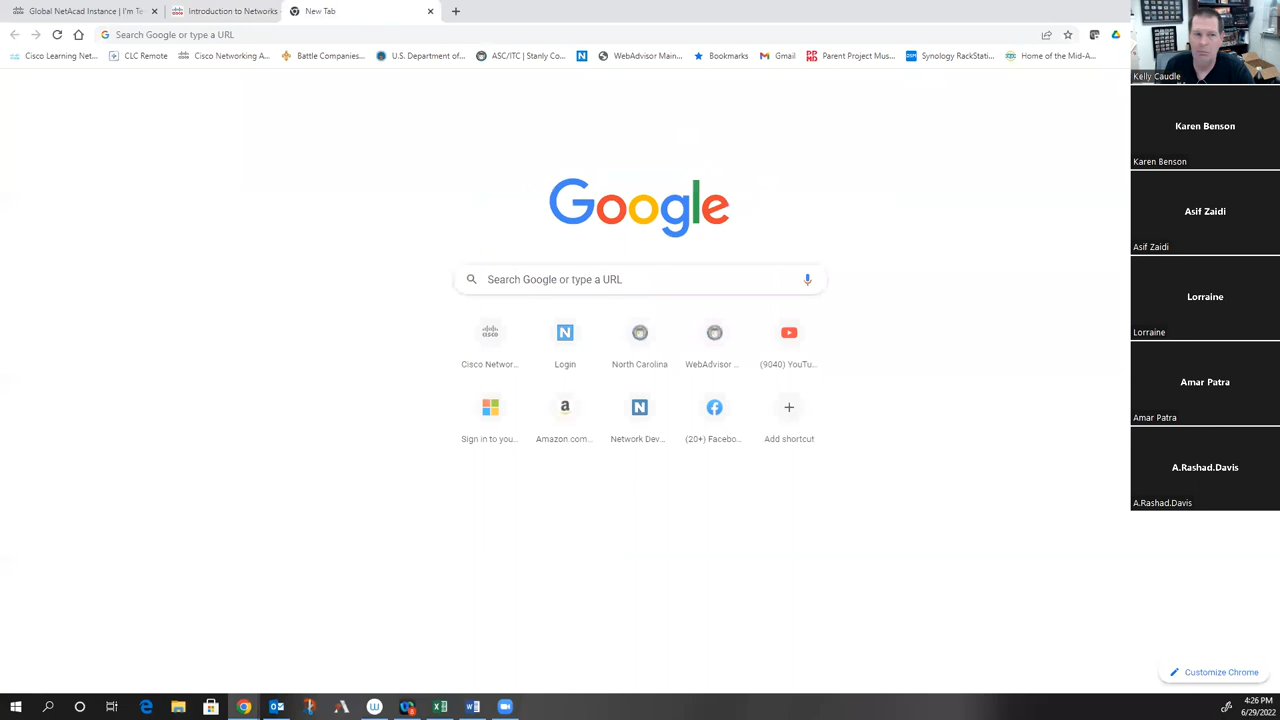 Global NetAcad Instance | I'm Te
Introduction to Networks
New Tab
Search Google or type a URL
Cisco Learning Net...
CLC Remote
Cisco Networking A...
Battle Companies...
U.S. Department of...
ASC/ITC | Stanly Co...
WebAdvisor Main...
Bookmarks
Gmail
Parent Project Mus...
Synology RackStati...
Home of the Mid-A...
Kelly Caudle
Karen Benson
Karen Benson
Asif Zaidi
Asif Zaidi
Lorraine
Lorraine
Amar Patra
Amar Patra
A.Rashad.Davis
A.Rashad.Davis
Google
Search Google or type a URL
Cisco Networ...
Login
North Carolina
WebAdvisor ...
(9040) YouTu...
Sign in to you...
Amazon.com...
Network Dev...
(20+) Facebo...
Add shortcut
Customize Chrome
4:26 PM
6/29/2022